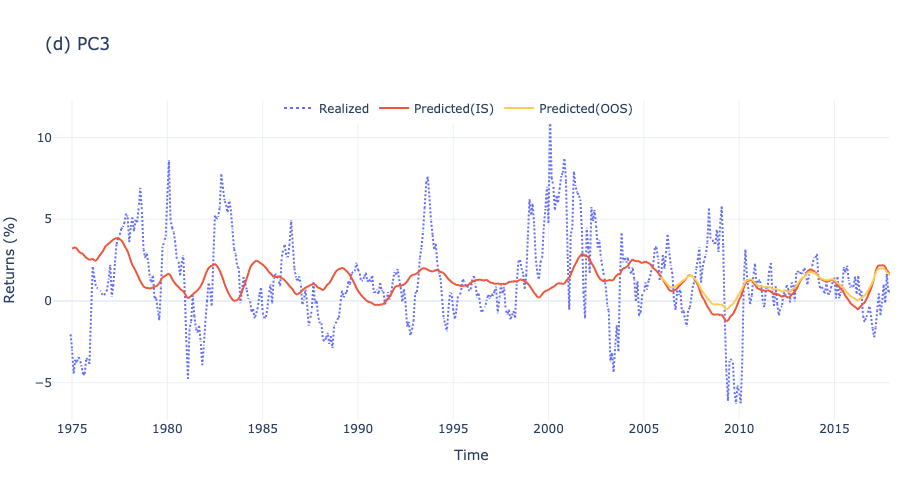 (d) PC3
Realized Predicted(IS) Predicted(OOS)
10
5
0
−5
Returns (%)
1975 1980 1985 1990 1995 2000 2005 2010 2015
Time